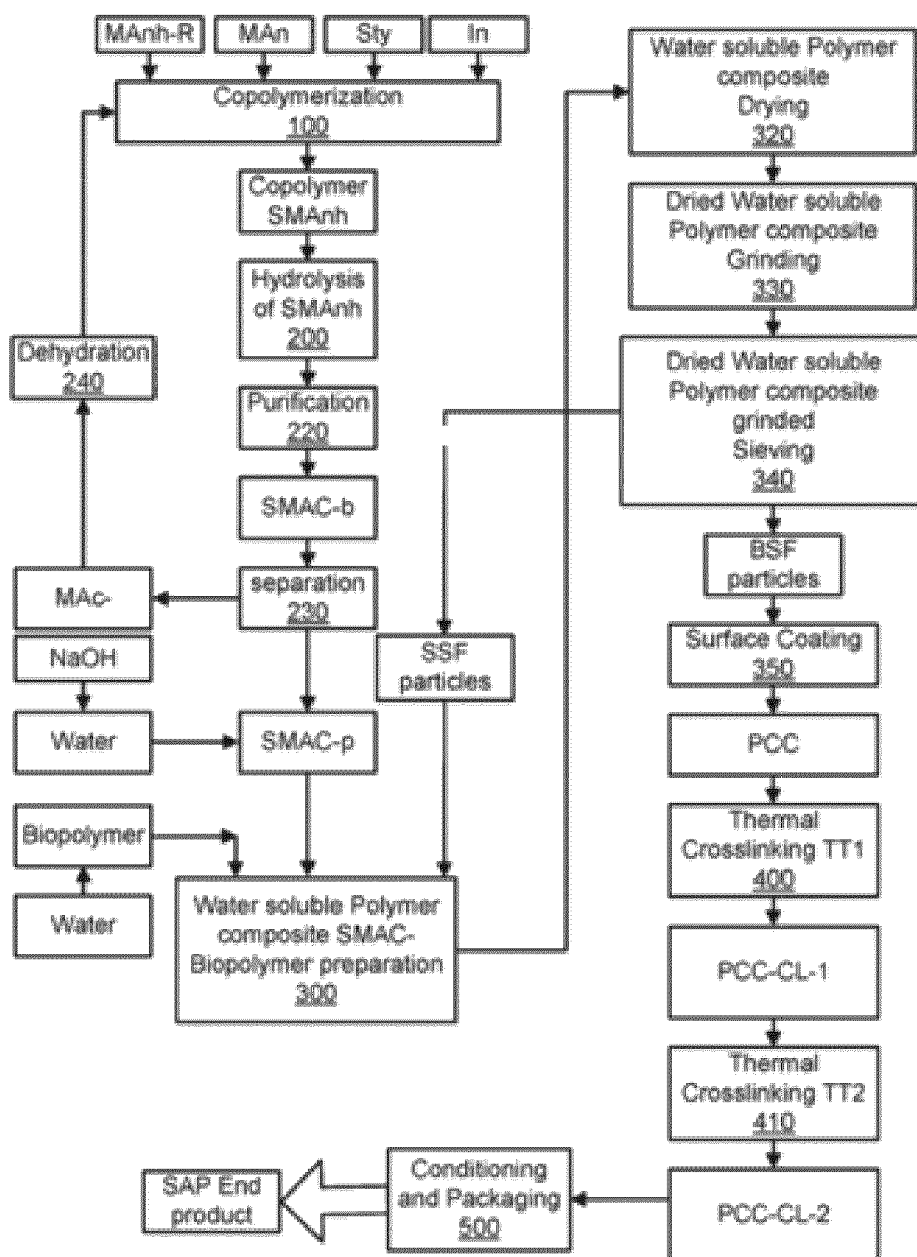 MAnh-R
MAn
Sty
In
Copolymerization
100
Copolymer
SMAnh
Hydrolysis
of SMAnh
200
Dehydration
240
Purification
220
SMAC-b
MAc-
separation
230
NaOH
SSF
particles
Water
SMAC-p
Biopolymer
Water
Water soluble Polymer
composite SMAC-
Biopolymer preparation
300
Water soluble Polymer
composite
Drying
320
Dried Water soluble
Polymer composite
Grinding
330
Dried Water soluble
Polymer composite
grinded
Sieving
340
BSF
particles
Surface Coating
350
PCC
Thermal
Crosslinking TT1
400
PCC-CL-1
Thermal
Crosslinking TT2
410
PCC-CL-2
Conditioning
and Packaging
500
SAP End
product